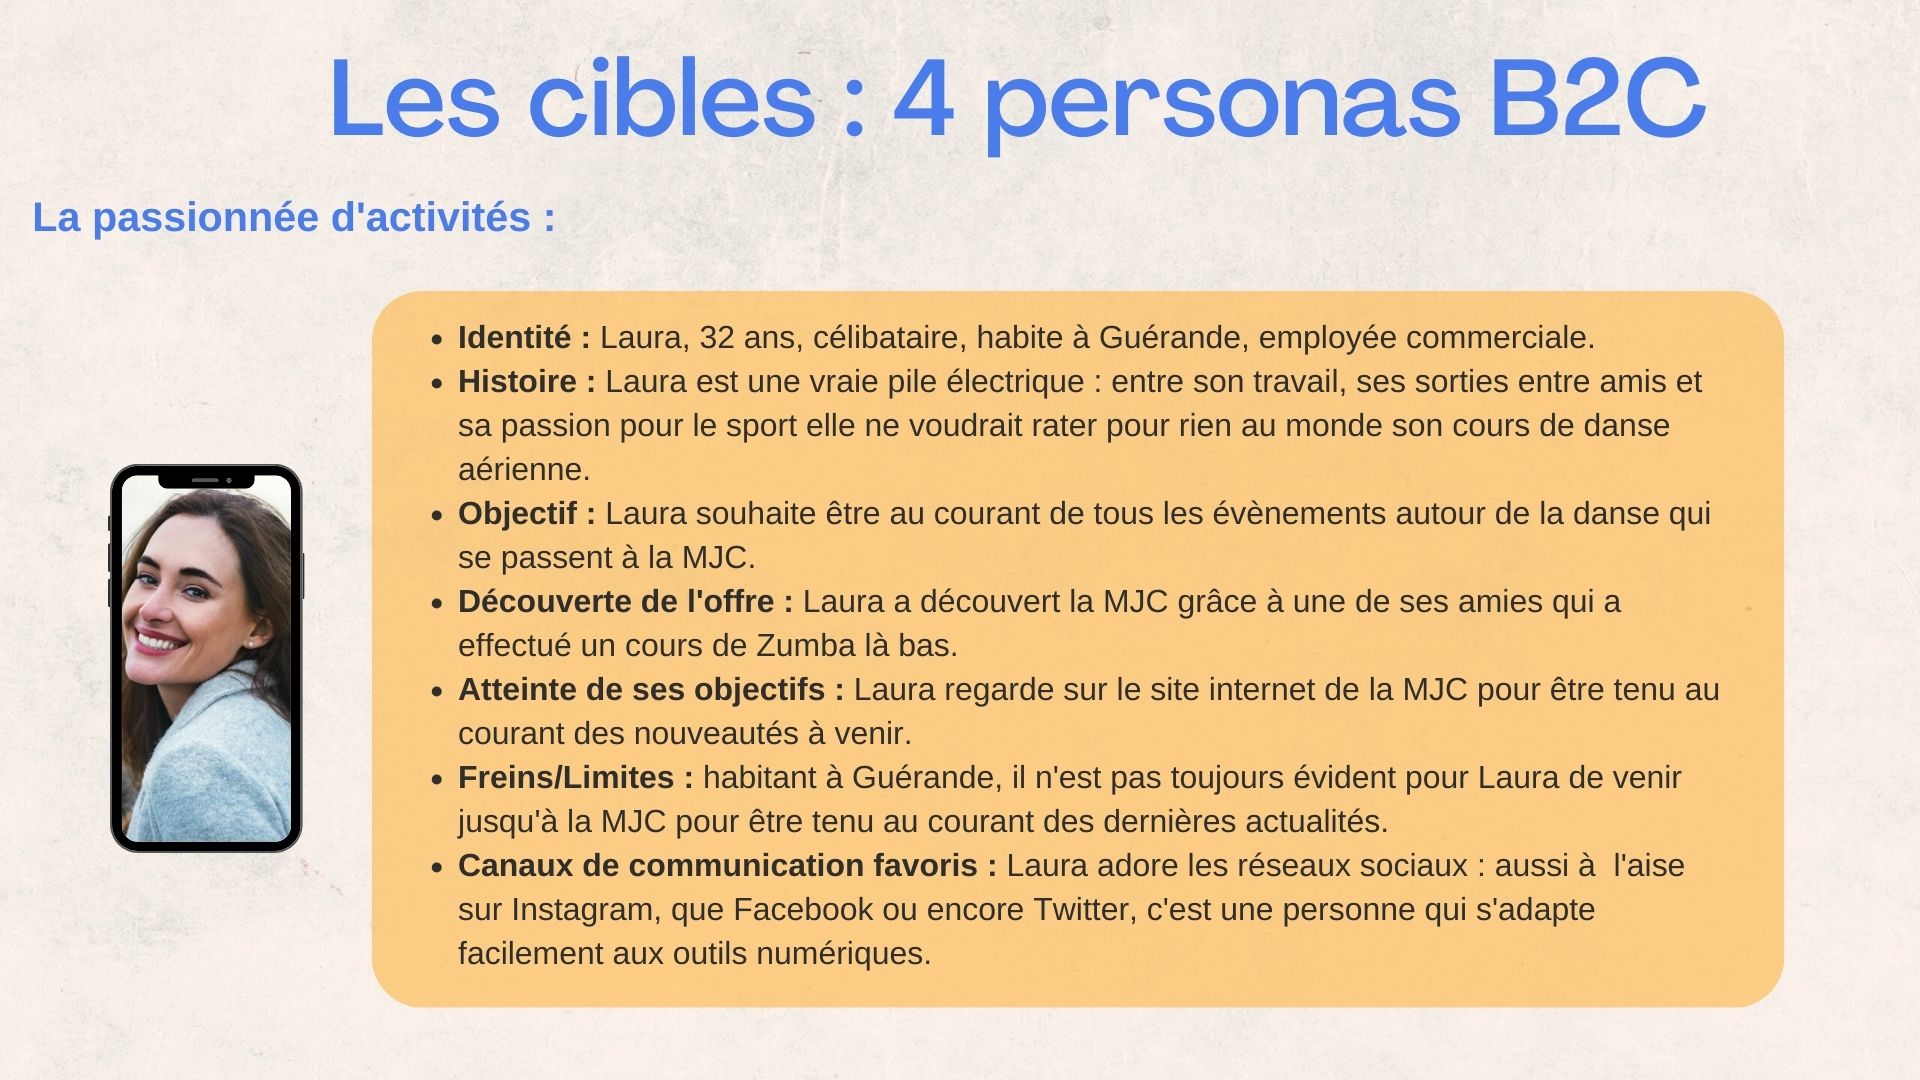 Les cibles : 4 personas B2C
La passionnée d'activités :
• Identité : Laura, 32 ans, célibataire, habite à Guérande, employée commerciale.
• Histoire : Laura est une vraie pile électrique : entre son travail, ses sorties entre amis et
sa passion pour le sport elle ne voudrait rater pour rien au monde son cours de danse
aérienne.
• Objectif : Laura souhaite être au courant de tous les évènements autour de la danse qui
se passent à la MJC.
• Découverte de l'offre : Laura a découvert la MJC grâce à une de ses amies qui a
effectué un cours de Zumba là bas.
• Atteinte de ses objectifs : Laura regarde sur le site internet de la MJC pour être tenu au
courant des nouveautés à venir.
• Freins/Limites : habitant à Guérande, il n'est pas toujours évident pour Laura de venir
jusqu'à la MJC pour être tenu au courant des dernières actualités.
• Canaux de communication favoris : Laura adore les réseaux sociaux : aussi à  l'aise
sur Instagram, que Facebook ou encore Twitter, c'est une personne qui s'adapte
facilement aux outils numériques.